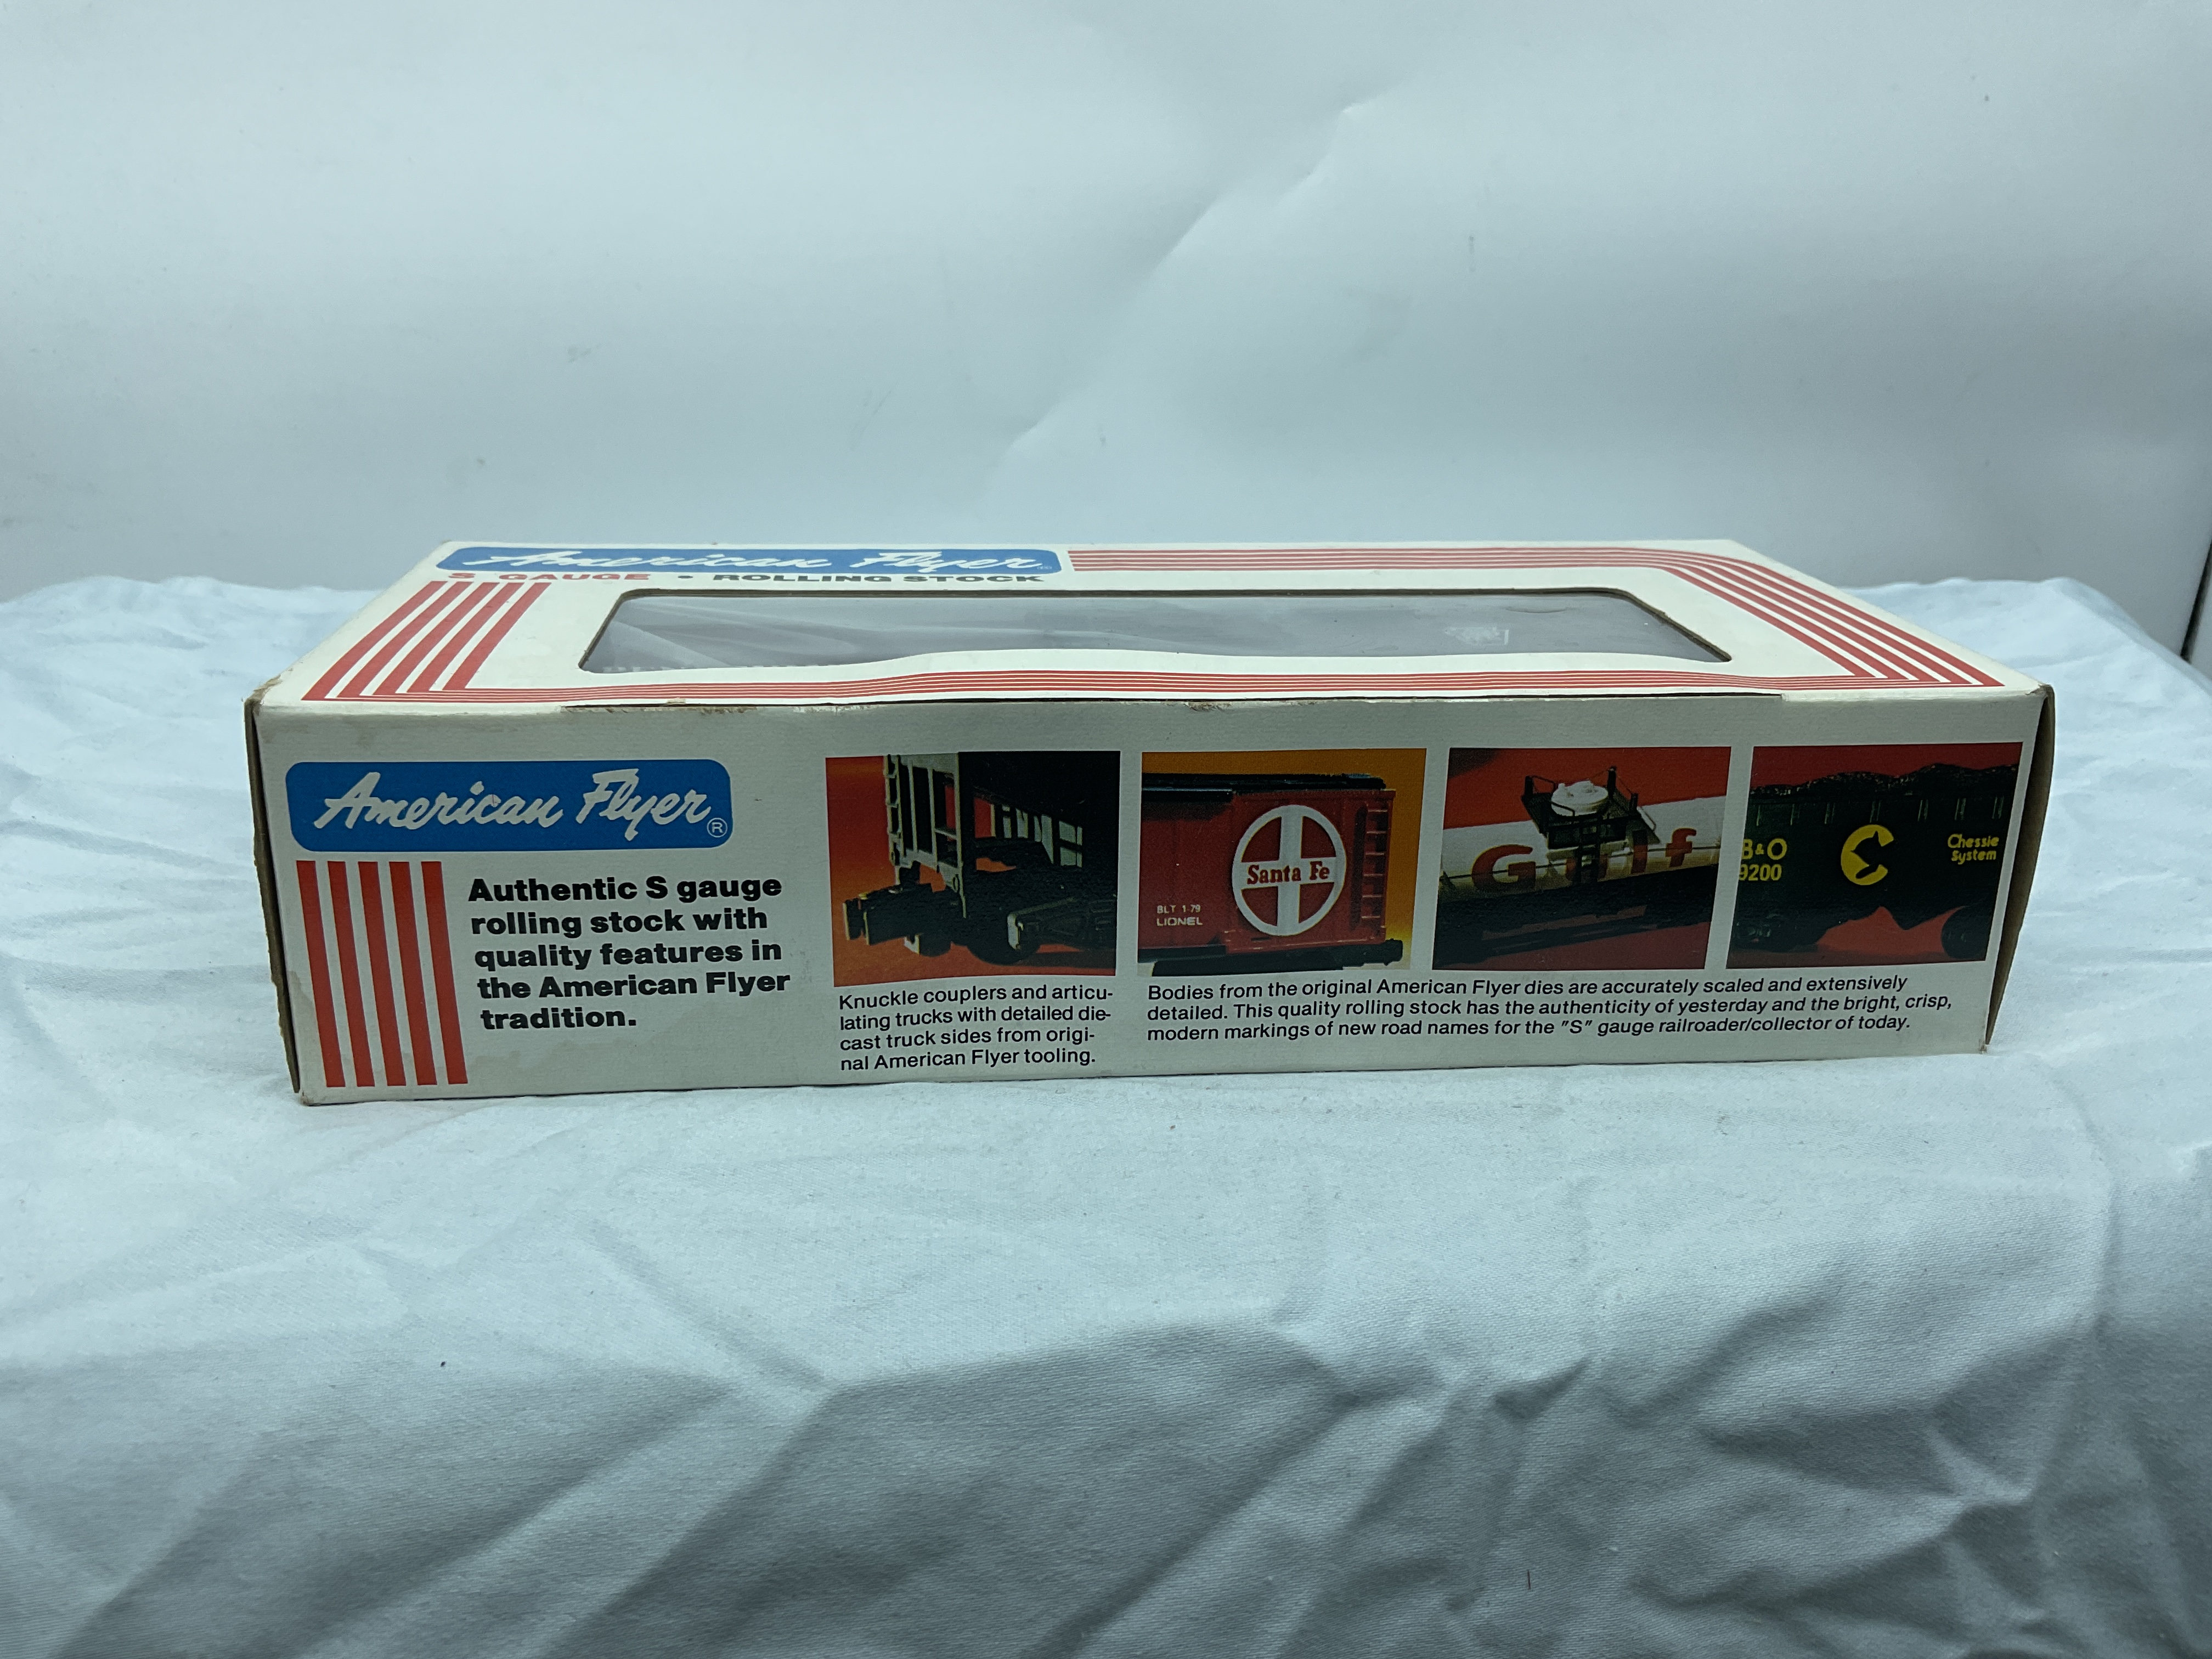 American Flyer
S GAUGE • ROLLING STOCK
American Flyer®
Authentic S gauge
rolling stock with
quality features in
the American Flyer
tradition.
Santa Fe
BLT 1-79
LIONEL
Gulf
B&O
9200
Chessie
System
Knuckle couplers and articu-
lating trucks with detailed die-
cast truck sides from origi-
nal American Flyer tooling.
Bodies from the original American Flyer dies are accurately scaled and extensively
detailed. This quality rolling stock has the authenticity of yesterday and the bright, crisp,
modern markings of new road names for the "S" gauge railroader/collector of today.